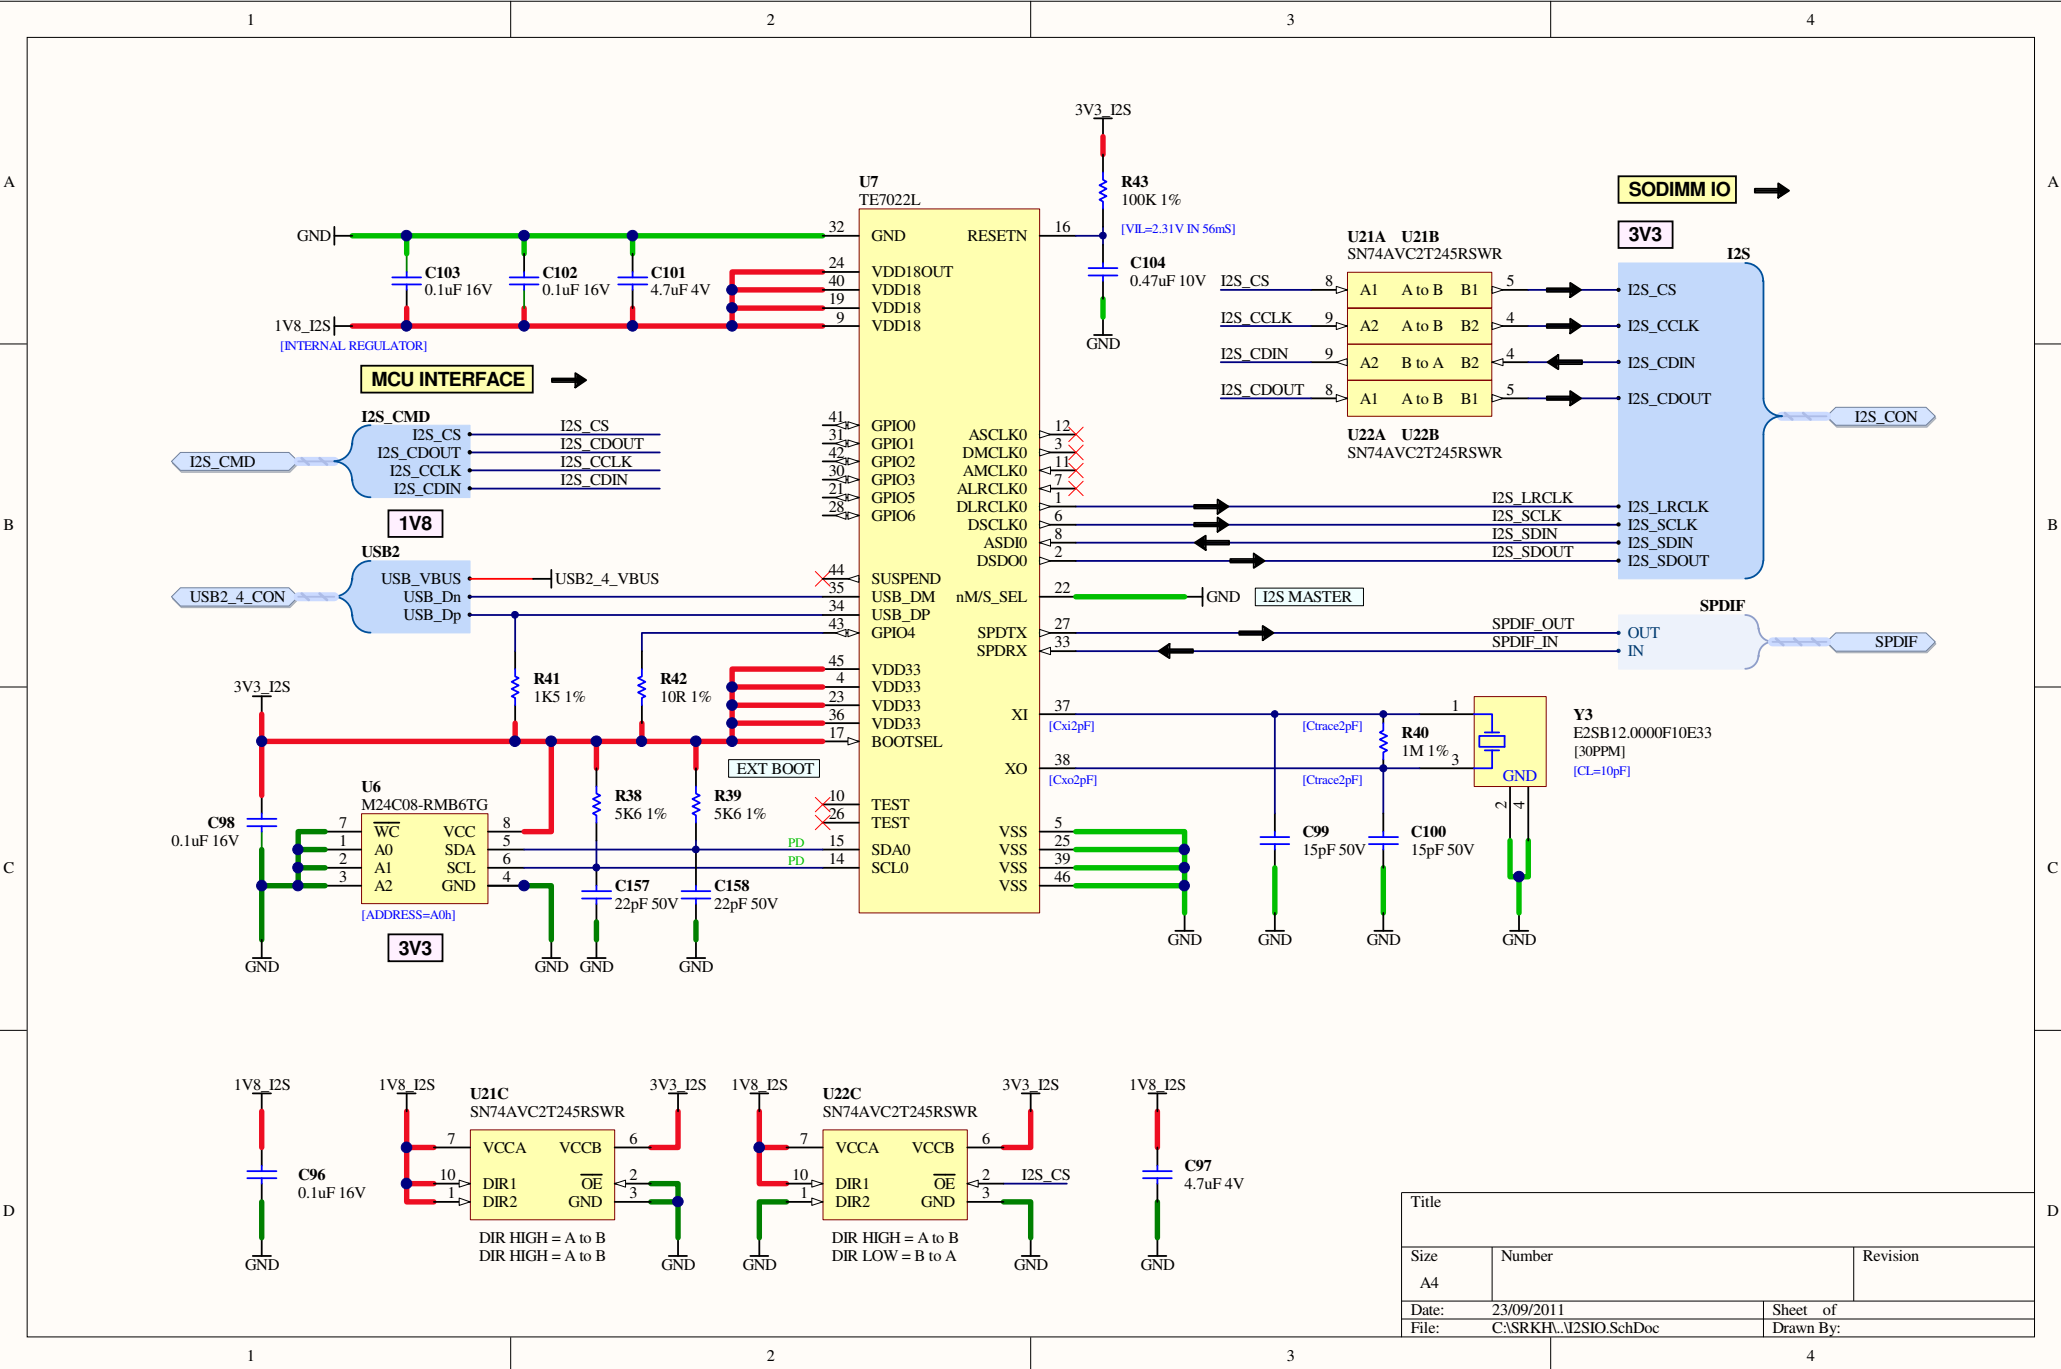 1 2 3 4
A
A
B
B
C
C
D
D
1 2 3 4
3V3_I2S
R43
100K 1%
[VIL=2.31V IN 56mS]
C104
0.47uF 10V
GND
U7
TE7022L
GND
C103
0.1uF 16V
C102
0.1uF 16V
C101
4.7uF 4V
1V8_I2S
[INTERNAL REGULATOR]
32 GND
24 VDD18OUT
40 VDD18
19 VDD18
9 VDD18
41 GPIO0
31 GPIO1
42 GPIO2
30 GPIO3
21 GPIO5
28 GPIO6
44 SUSPEND
35 USB_DM
34 USB_DP
43 GPIO4
45 VDD33
4 VDD33
23 VDD33
36 VDD33
17 BOOTSEL
10 TEST
26 TEST
15 SDA0
14 SCL0
RESETN 16
ASCLK0 12
DMCLK0 3
AMCLK0 11
ALRCLK0 7
DLRCLK0 1
DSCLK0 6
ASDI0 8
DSDO0 2
nM/S_SEL 22
SPDTX 27
SPDRX 33
XI 37
XO 38
VSS 5
VSS 25
VSS 39
VSS 46
GND
MCU INTERFACE
I2S_CMD
I2S_CMD
I2S_CS I2S_CS
I2S_CDOUT I2S_CDOUT
I2S_CCLK I2S_CCLK
I2S_CDIN I2S_CDIN
1V8
USB2
USB2_4_CON
USB_VBUS USB2_4_VBUS
USB_Dn
USB_Dp
R41
1K5 1%
R42
10R 1%
3V3_I2S
EXT BOOT
U6
M24C08-RMB6TG
C98
0.1uF 16V
7 WC VCC 8
1 A0 SDA 5
2 A1 SCL 6
3 A2 GND 4
[ADDRESS=A0h]
3V3
GND
R38
5K6 1%
R39
5K6 1%
PD
PD
C157
22pF 50V
C158
22pF 50V
GND
GND
GND
SODIMM IO
3V3
U21A U21B
SN74AVC2T245RSWR
I2S
I2S_CS 8 A1 A to B B1 5 I2S_CS
I2S_CCLK 9 A2 A to B B2 4 I2S_CCLK
I2S_CDIN 9 A2 B to A B2 4 I2S_CDIN
I2S_CDOUT 8 A1 A to B B1 5 I2S_CDOUT
U22A U22B
SN74AVC2T245RSWR
I2S_CON
I2S_LRCLK I2S_LRCLK
I2S_SCLK I2S_SCLK
I2S_SDIN I2S_SDIN
I2S_SDOUT I2S_SDOUT
GND I2S MASTER
SPDIF
SPDIF_OUT OUT
SPDIF_IN IN
SPDIF
[Cxi2pF]
[Ctrace2pF]
[Cxo2pF]
[Ctrace2pF]
R40
1M 1%
1
3
GND
2
4
Y3
E2SB12.0000F10E33
[30PPM]
[CL=10pF]
C99
15pF 50V
C100
15pF 50V
GND
GND
GND
1V8_I2S
C96
0.1uF 16V
GND
1V8_I2S
U21C
SN74AVC2T245RSWR
3V3_I2S
7 VCCA VCCB 6
10 DIR1 OE 2
1 DIR2 GND 3
DIR HIGH = A to B
DIR HIGH = A to B
GND
1V8_I2S
U22C
SN74AVC2T245RSWR
3V3_I2S
7 VCCA VCCB 6
10 DIR1 OE 2 I2S_CS
1 DIR2 GND 3
DIR HIGH = A to B
DIR LOW = B to A
GND
GND
1V8_I2S
C97
4.7uF 4V
GND
Title
Size Number Revision
A4
Date: 23/09/2011 Sheet of
File: C:\SRKH\..\I2SIO.SchDoc Drawn By: